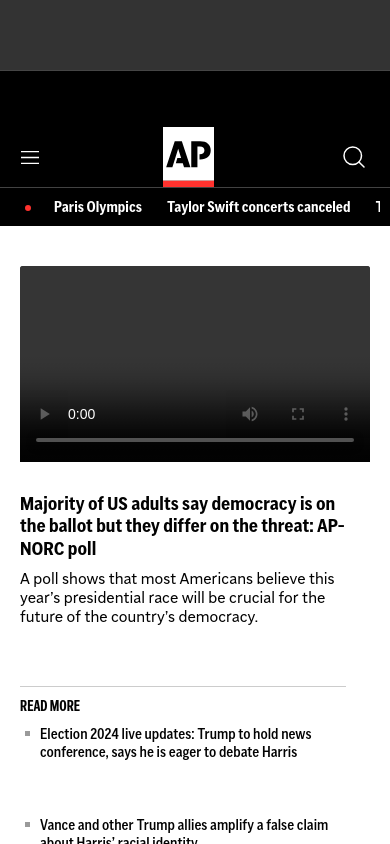 AP
Paris Olympics Taylor Swift concerts canceled
0:00
Majority of US adults say democracy is on
the ballot but they differ on the threat: AP-
NORC poll
A poll shows that most Americans believe this
year’s presidential race will be crucial for the
future of the country’s democracy.
READ MORE
Election 2024 live updates: Trump to hold news
conference, says he is eager to debate Harris
Vance and other Trump allies amplify a false claim
about Harris’ racial identity